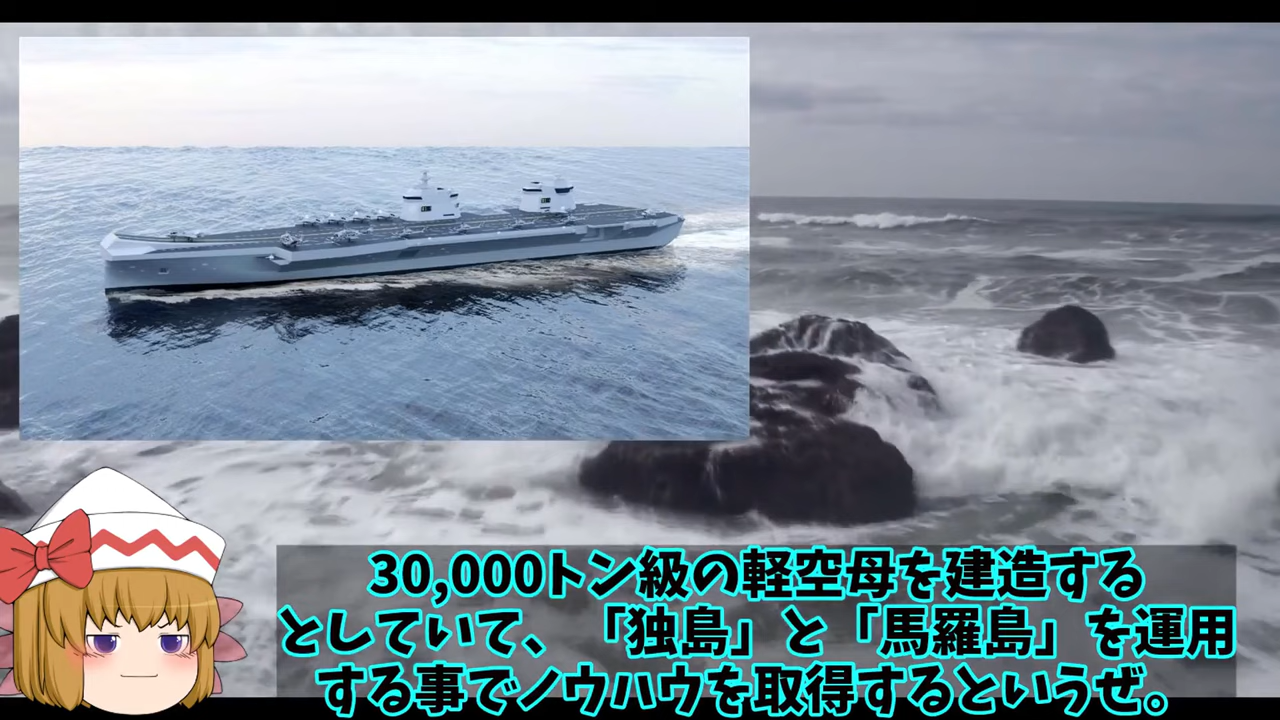 30,000トン級の軽空母を建造する
としていて、「独島」と「馬羅島」を運用
する事でノウハウを取得するというぜ。